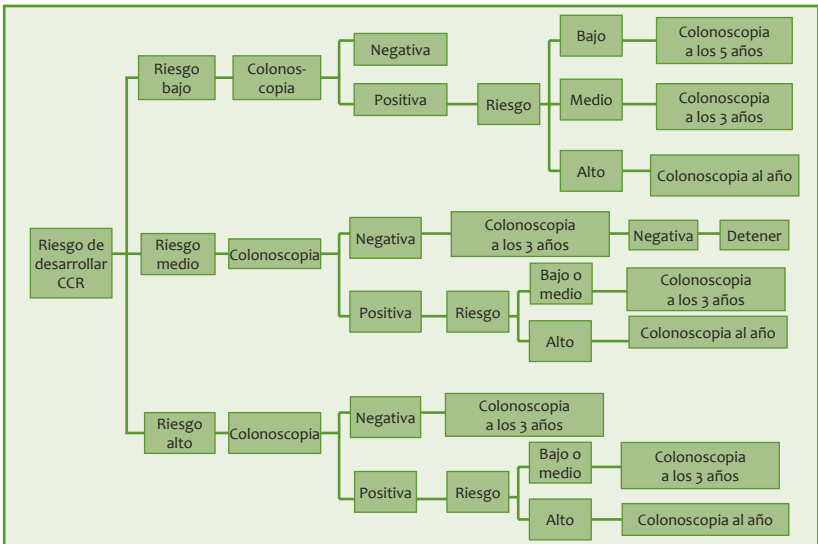 Riesgo de
desarrollar
CCR
Riesgo
bajo
Colonos-
copia
Negativa
Positiva
Riesgo
Bajo
Colonoscopia
a los 5 años
Medio
Colonoscopia
a los 3 años
Alto
Colonoscopia al año
Riesgo
medio
Colonoscopia
Negativa
Colonoscopia
a los 3 años
Negativa
Detener
Positiva
Riesgo
Bajo o
medio
Colonoscopia
a los 3 años
Alto
Colonoscopia al año
Riesgo
alto
Colonoscopia
Negativa
Colonoscopia
a los 3 años
Positiva
Riesgo
Bajo o
medio
Colonoscopia
a los 3 años
Alto
Colonoscopia al año